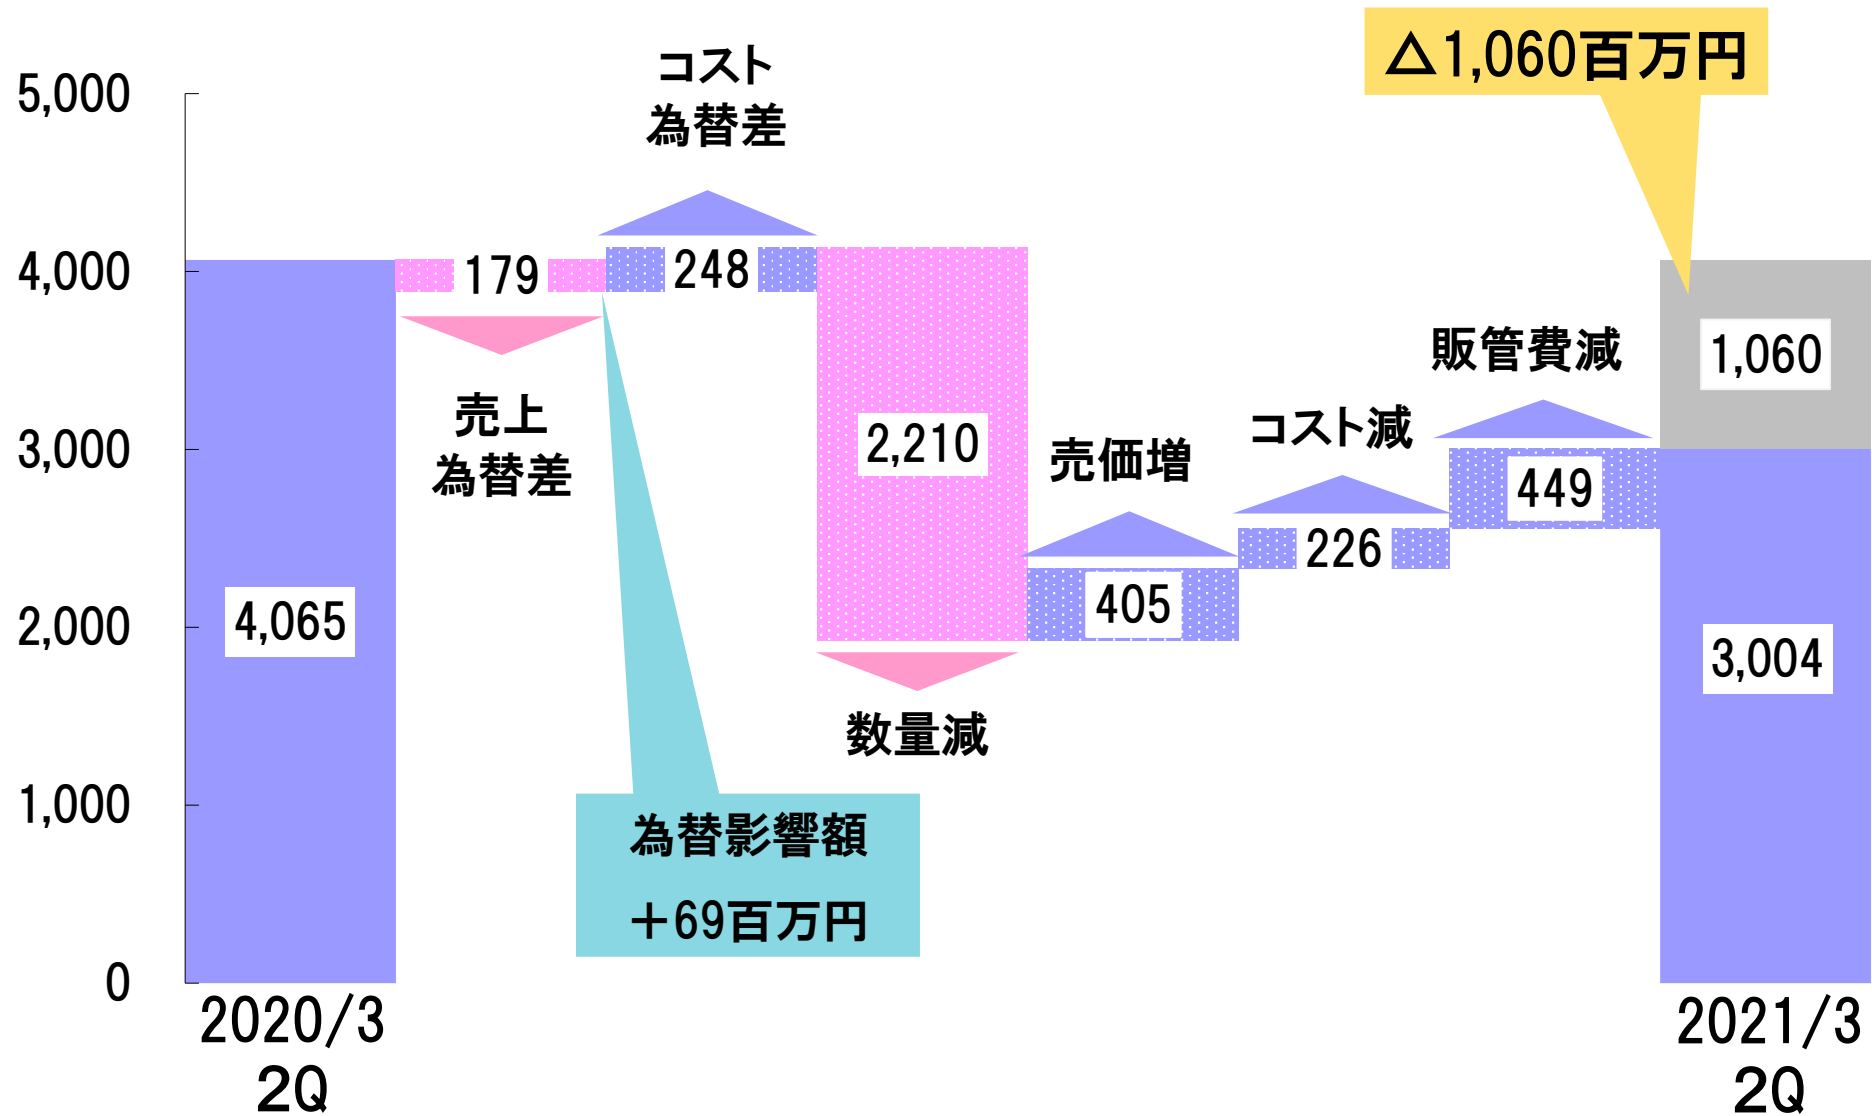 △1,060百万円
コスト
為替差
5,000
4,000
3,000
2,000
1,000
0
179
248
売上
為替差
2,210
数量減
売価増
405
コスト減
226
販管費減
449
1,060
3,004
4,065
為替影響額
＋69百万円
2020/3
2Q
2021/3
2Q